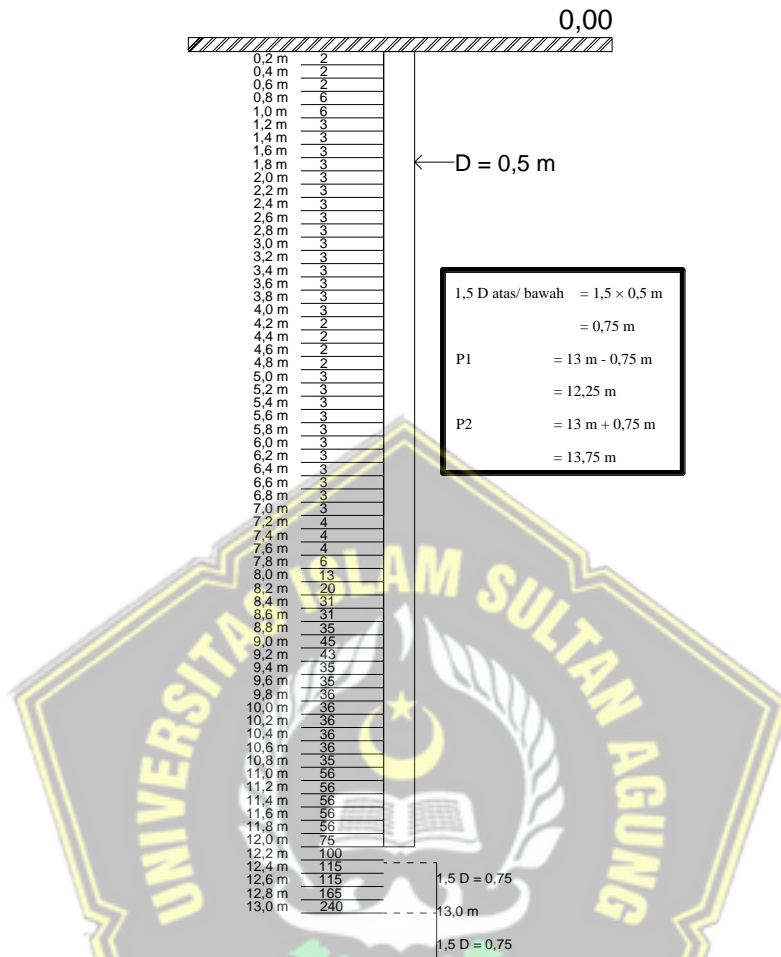 0,00
0,2 m 2
0,4 m 2
0,6 m 2
0,8 m 6
1,0 m 6
1,2 m 3
1,4 m 3
1,6 m 3
1,8 m 3
D = 0,5 m
2,0 m 3
2,2 m 3
2,4 m 3
2,6 m 3
2,8 m 3
3,0 m 3
3,2 m 3
3,4 m 3
3,6 m 3
3,8 m 3
4,0 m 3
4,2 m 2
4,4 m 2
4,6 m 2
4,8 m 2
5,0 m 3
5,2 m 3
5,4 m 3
5,6 m 3
5,8 m 3
6,0 m 3
6,2 m 3
6,4 m 3
6,6 m 3
6,8 m 3
7,0 m 3
7,2 m 4
7,4 m 4
7,6 m 4
7,8 m 6
8,0 m 13
8,2 m 20
8,4 m 31
8,6 m 31
8,8 m 35
9,0 m 45
9,2 m 43
9,4 m 35
9,6 m 35
9,8 m 36
10,0 m 36
10,2 m 36
10,4 m 36
10,6 m 36
10,8 m 35
11,0 m 56
11,2 m 56
11,4 m 56
11,6 m 56
11,8 m 56
12,0 m 75
12,2 m 100
12,4 m 115
12,6 m 115
12,8 m 165
13,0 m 240
1,5 D atas/ bawah = 1,5 × 0,5 m
= 0,75 m
P1 = 13 m - 0,75 m
= 12,25 m
P2 = 13 m + 0,75 m
= 13,75 m
1,5 D = 0,75
13,0 m
1,5 D = 0,75
UNIVERSITAS ISLAM SULTAN AGUNG